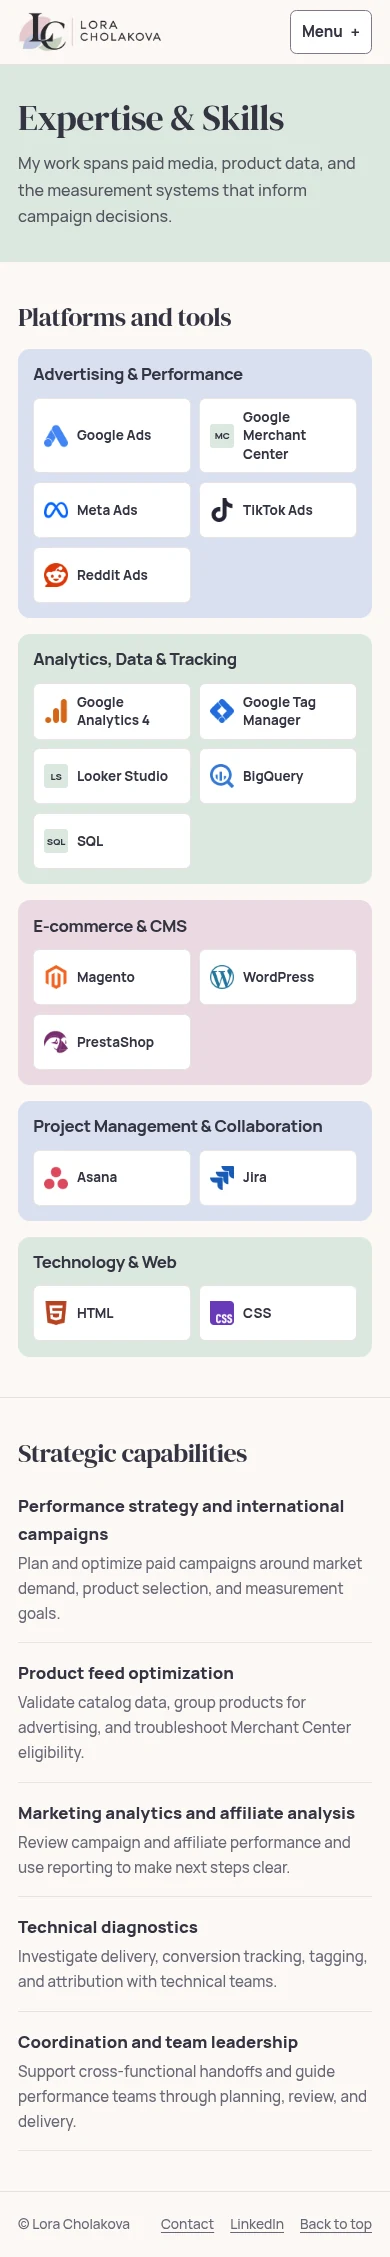 LC
LORA
CHOLAKOVA
Menu +
Expertise & Skills
My work spans paid media, product data, and
the measurement systems that inform
campaign decisions.
Platforms and tools
Advertising & Performance
Google Ads
MC
Google
Merchant
Center
Meta Ads
TikTok Ads
Reddit Ads
Analytics, Data & Tracking
Google
Analytics 4
Google Tag
Manager
LS
Looker Studio
BigQuery
SQL
SQL
E-commerce & CMS
Magento
WordPress
PrestaShop
Project Management & Collaboration
Asana
Jira
Technology & Web
5
HTML
CSS
CSS
Strategic capabilities
Performance strategy and international
campaigns
Plan and optimize paid campaigns around market
demand, product selection, and measurement
goals.
Product feed optimization
Validate catalog data, group products for
advertising, and troubleshoot Merchant Center
eligibility.
Marketing analytics and affiliate analysis
Review campaign and affiliate performance and
use reporting to make next steps clear.
Technical diagnostics
Investigate delivery, conversion tracking, tagging,
and attribution with technical teams.
Coordination and team leadership
Support cross-functional handoffs and guide
performance teams through planning, review, and
delivery.
© Lora Cholakova
Contact
LinkedIn
Back to top